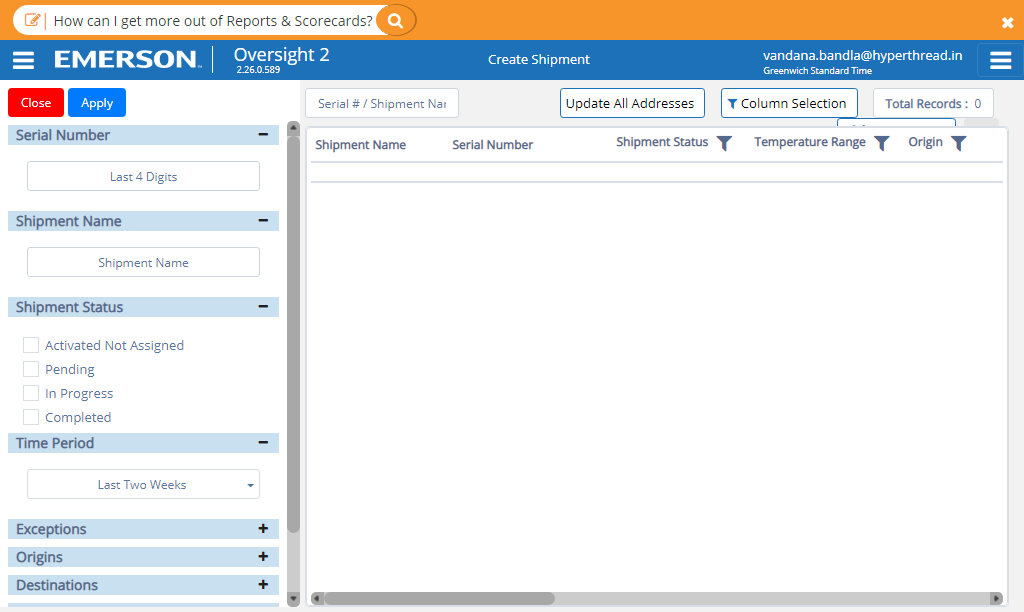 How can I get more out of Reports & Scorecards?
EMERSON
Oversight 2
2.26.0.589
Create Shipment
vandana.bandla@hyperthread.in
Greenwich Standard Time
Close
Apply
Serial # / Shipment Nar
Update All Addresses
Column Selection
Total Records : 0
Serial Number
Last 4 Digits
Shipment Name
Shipment Name
Shipment Status
Activated Not Assigned
Pending
In Progress
Completed
Time Period
Last Two Weeks
Exceptions
Origins
Destinations
Shipment Name
Serial Number
Shipment Status
Temperature Range
Origin